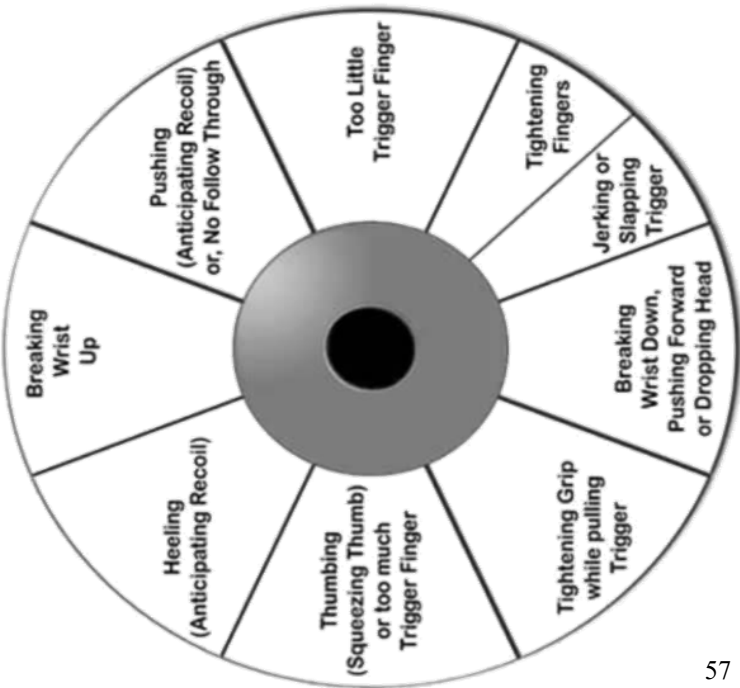 Breaking
Wrist
Up
Pushing
(Anticipating Recoil)
or, No Follow Through
Too Little
Trigger Finger
Tightening
Fingers
Jerking or
Slapping
Trigger
Breaking
Wrist Down,
Pushing Forward
or Dropping Head
Tightening Grip
while pulling
Trigger
Thumbing
(Squeezing Thumb)
or too much
Trigger Finger
Heeling
(Anticipating Recoil)
57